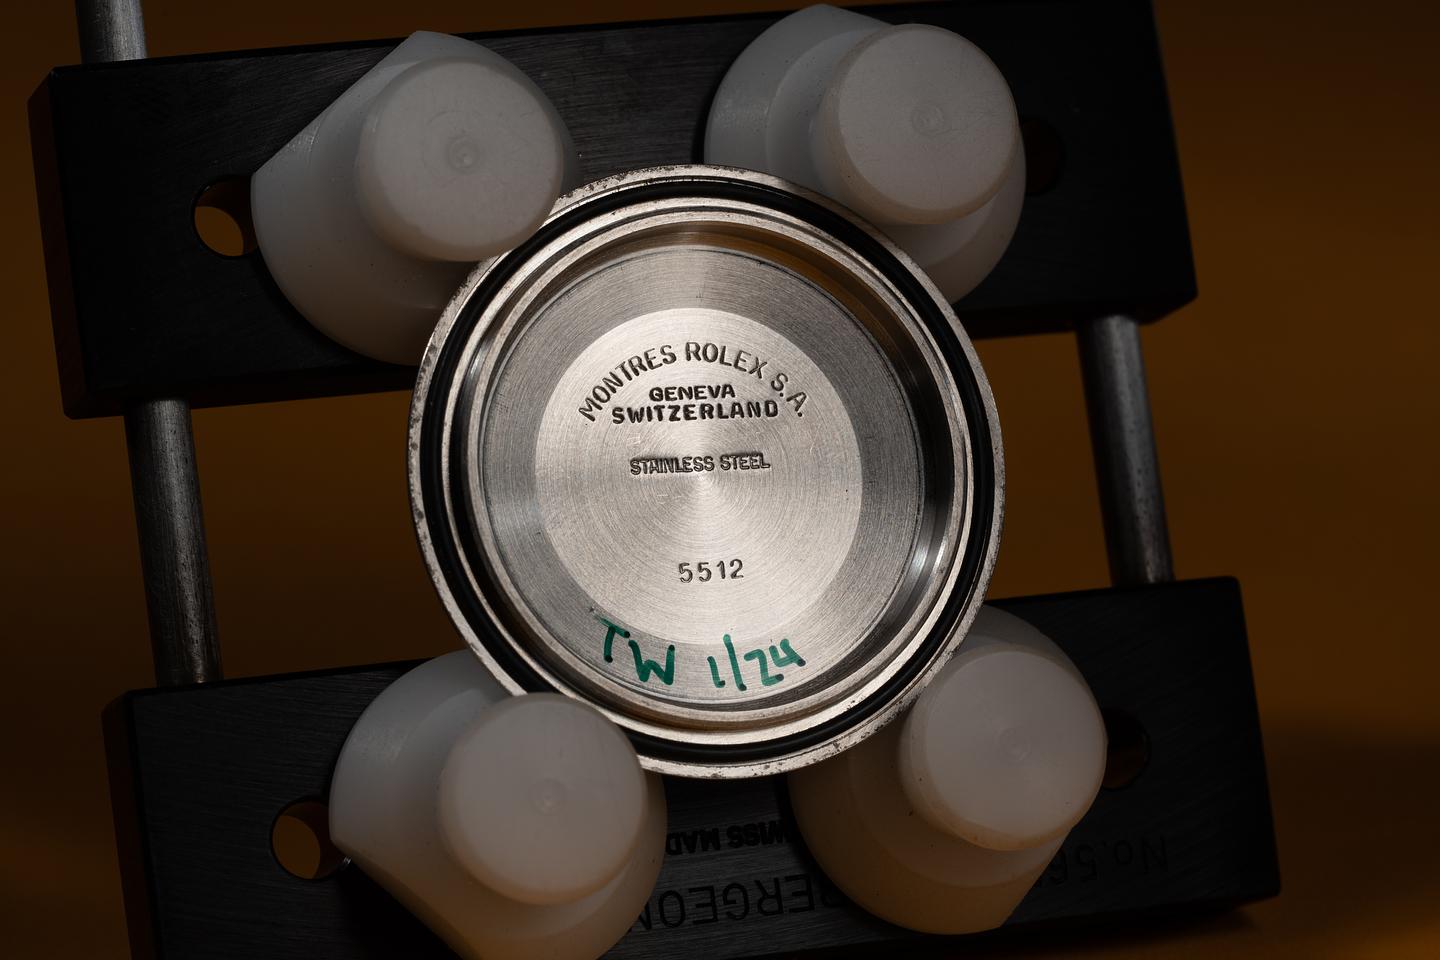 MONTRES ROLEX S.A.
GENEVA
SWITZERLAND
STAINLESS STEEL
5512
TW 1/24